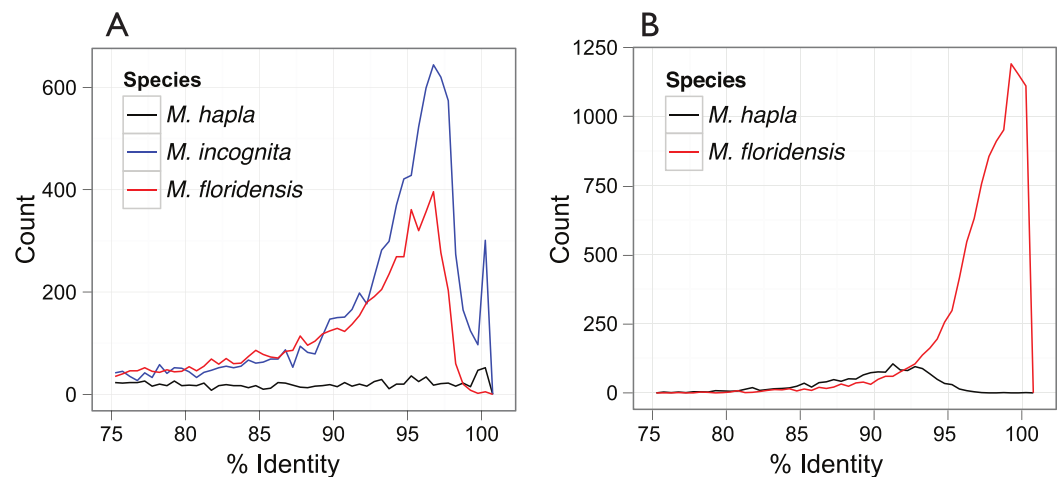 A
Count
600
400
200
0
Species
M. hapla
M. incognita
M. floridensis
75
80
85
90
95
100
% Identity
B
Count
1250
1000
750
500
250
0
Species
M. hapla
M. floridensis
75
80
85
90
95
100
% Identity